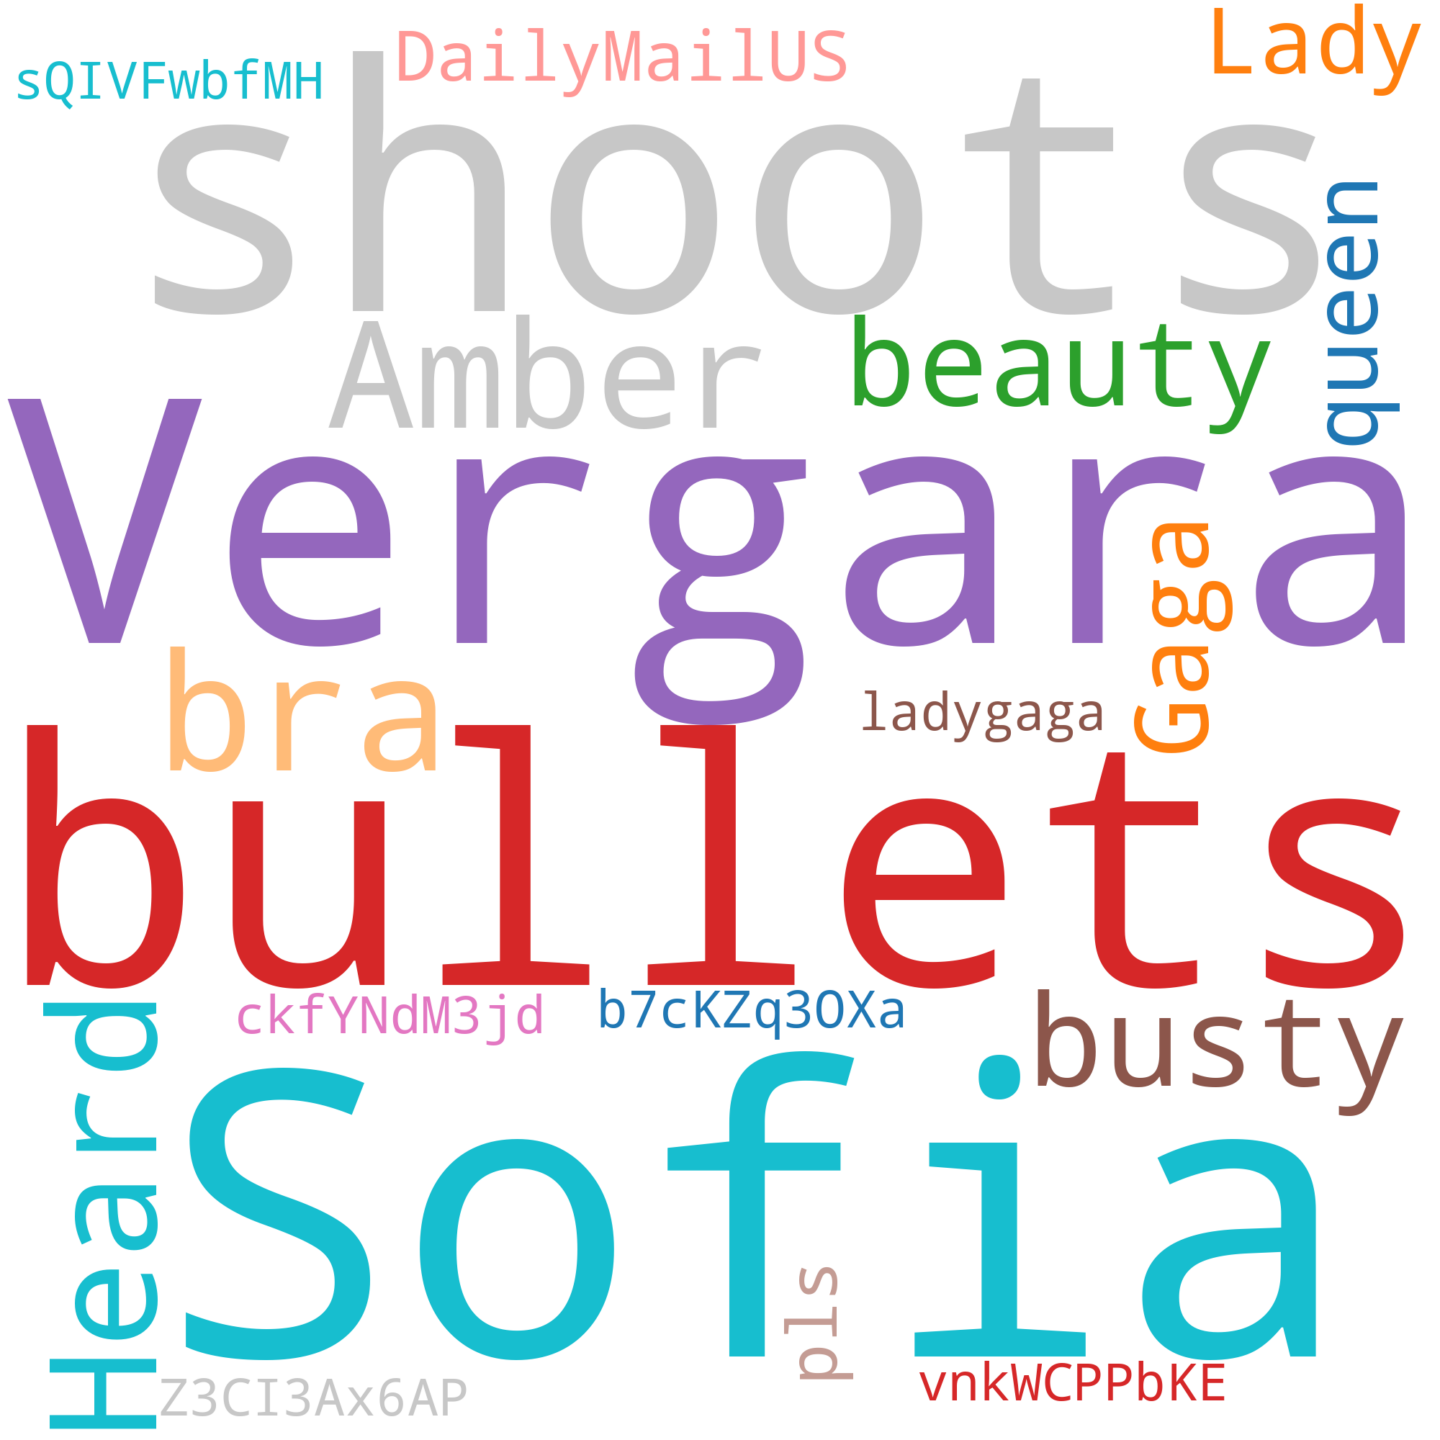 sQIVFwbfMH
DailyMailUS
Lady
shoots
queen
Amber
beauty
Vergara
Gaga
bra
ladygaga
bullets
Heard
ckfYNdM3jd
b7cKZq3OXa
busty
Sofia
pls
Z3CI3Ax6AP
vnkWCPPbKE